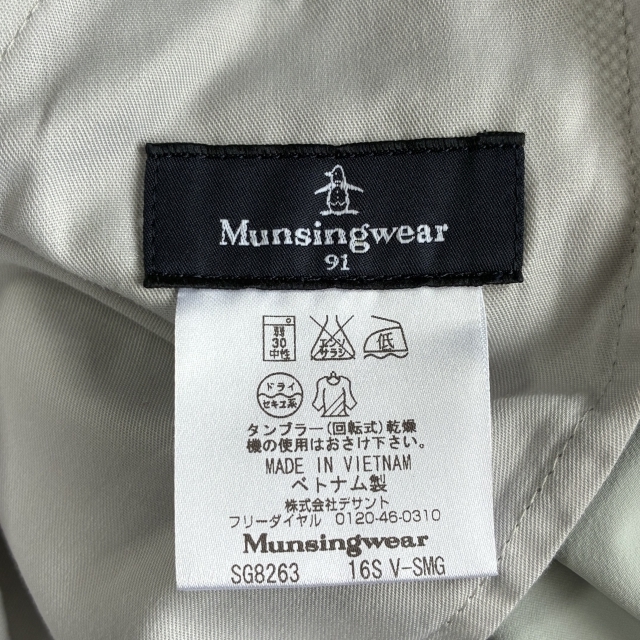 Munsingwear
91
弱
30
中性
エンソ
サラシ
低
ドライ
セキユ系
タンブラー(回転式)乾燥
機の使用はおさけ下さい。
MADE IN VIETNAM
ベトナム製
株式会社デサント
フリーダイヤル 0120-46-0310
Munsingwear
SG8263 16S V-SMG